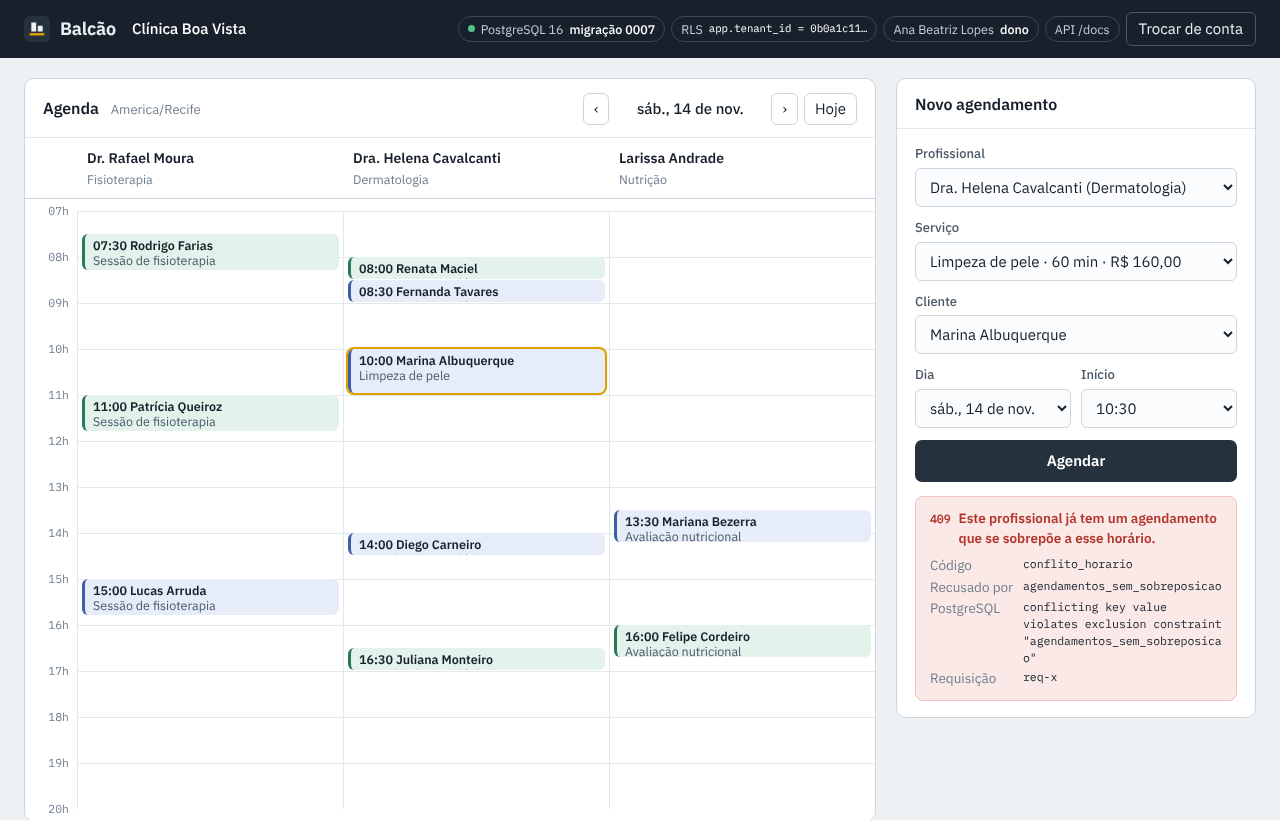 Balcão Clínica Boa Vista PostgreSQL 16 migração 0007 RLS app.tenant_id = 0b0a1c11… Ana Beatriz Lopes dono API /docs Trocar de conta
Agenda America/Recife ‹ sáb., 14 de nov. › Hoje
Dr. Rafael Moura
Fisioterapia
Dra. Helena Cavalcanti
Dermatologia
Larissa Andrade
Nutrição
07h
07:30 Rodrigo Farias
Sessão de fisioterapia
08h
08:00 Renata Maciel
08:30 Fernanda Tavares
09h
10h
10:00 Marina Albuquerque
Limpeza de pele
11h
11:00 Patrícia Queiroz
Sessão de fisioterapia
12h
13h
13:30 Mariana Bezerra
Avaliação nutricional
14h
14:00 Diego Carneiro
15h
15:00 Lucas Arruda
Sessão de fisioterapia
16h
16:00 Felipe Cordeiro
Avaliação nutricional
16:30 Juliana Monteiro
17h
18h
19h
20h
Novo agendamento
Profissional
Dra. Helena Cavalcanti (Dermatologia)
Serviço
Limpeza de pele · 60 min · R$ 160,00
Cliente
Marina Albuquerque
Dia Início
sáb., 14 de nov. 10:30
Agendar
409 Este profissional já tem um agendamento
que se sobrepõe a esse horário.
Código conflito_horario
Recusado por agendamentos_sem_sobreposicao
PostgreSQL conflicting key value
violates exclusion constraint
"agendamentos_sem_sobreposica
o"
Requisição req-x